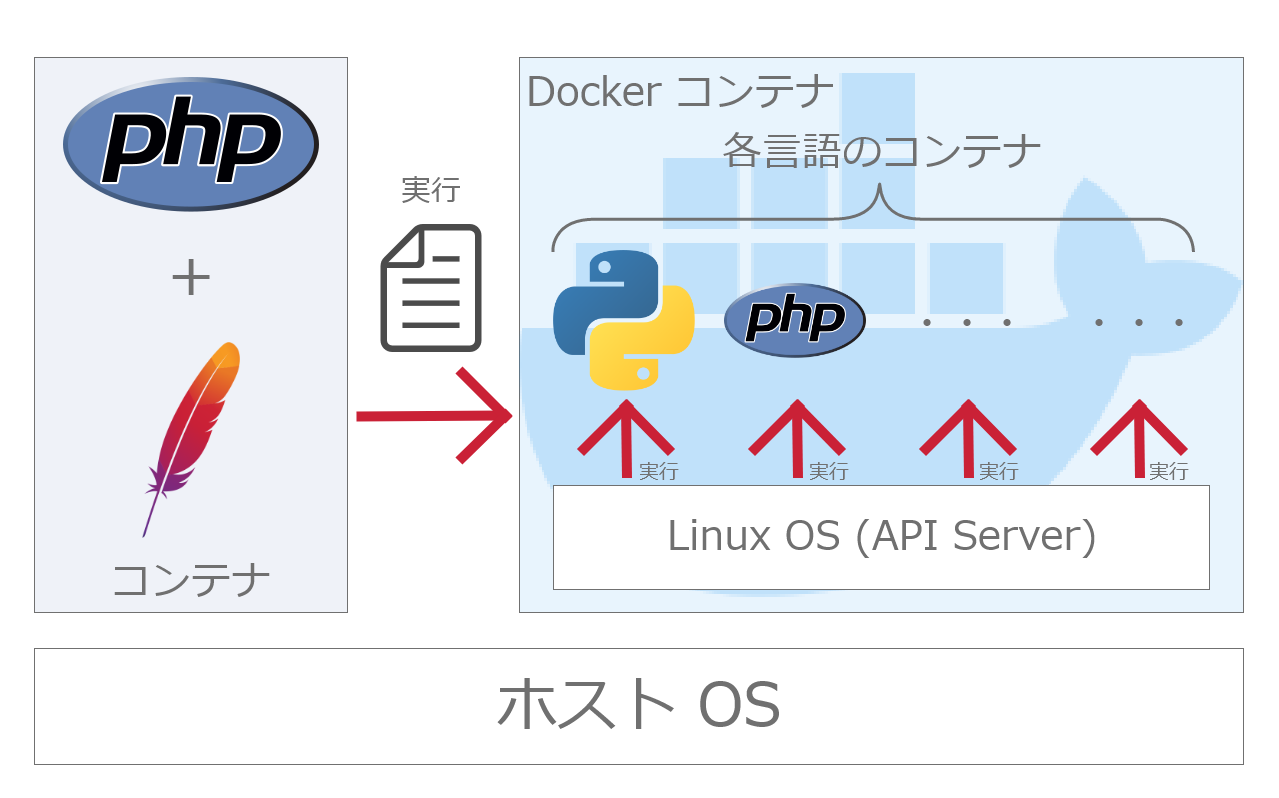 php
+
コンテナ
実行
Docker コンテナ
各言語のコンテナ
php
・・・
・・・
実行
実行
実行
実行
Linux OS (API Server)
ホスト OS